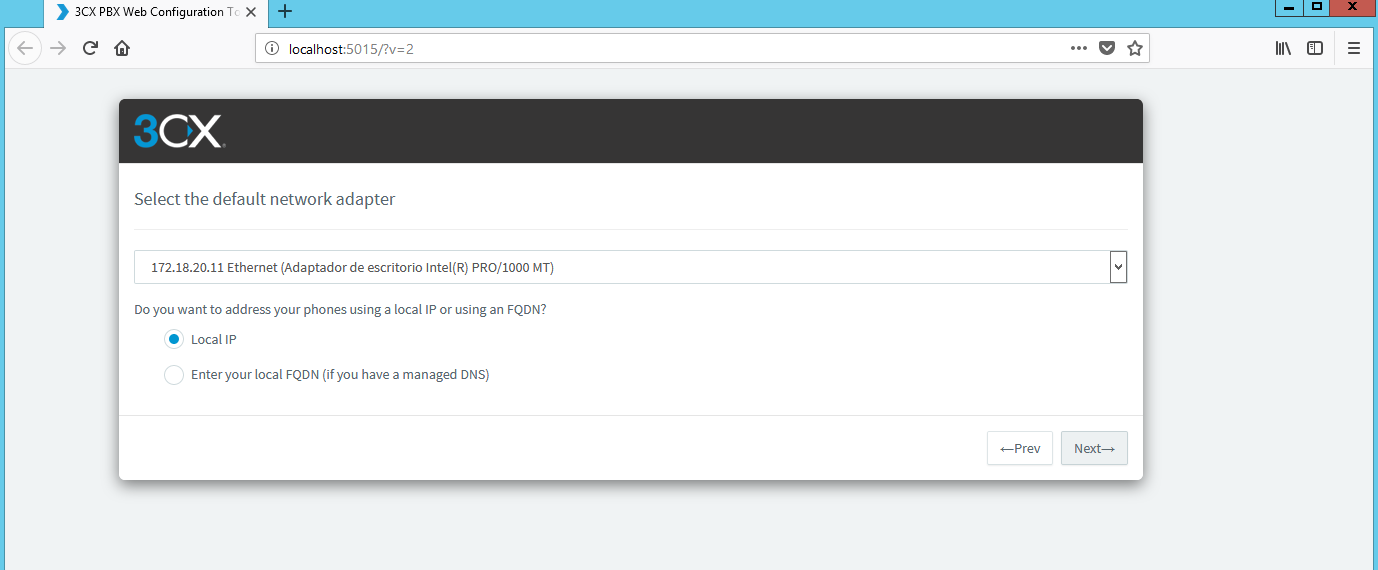 3CX PBX Web Configuration To
localhost:5015/?v=2
3CX
Select the default network adapter
172.18.20.11 Ethernet (Adaptador de escritorio Intel(R) PRO/1000 MT)
Do you want to address your phones using a local IP or using an FQDN?
Local IP
Enter your local FQDN (if you have a managed DNS)
←Prev Next→